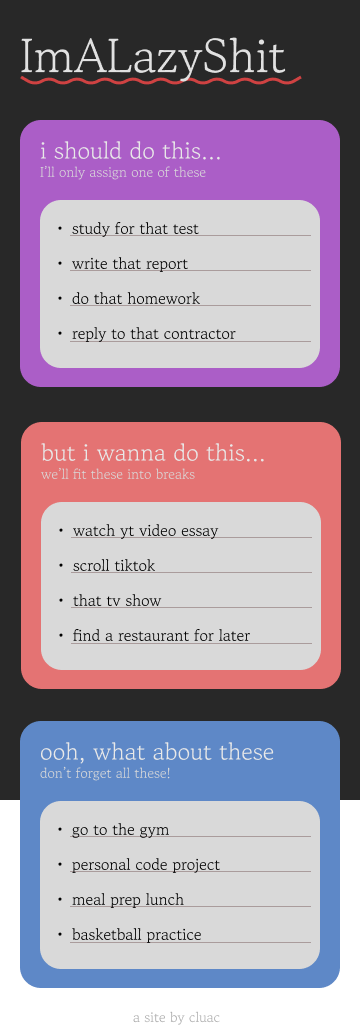 ImALazyShit
i should do this...
I'll only assign one of these
• study for that test
• write that report
• do that homework
• reply to that contractor
but i wanna do this...
we'll fit these into breaks
• watch yt video essay
• scroll tiktok
• that tv show
• find a restaurant for later
ooh, what about these
don't forget all these!
• go to the gym
• personal code project
• meal prep lunch
• basketball practice
a site by cluac